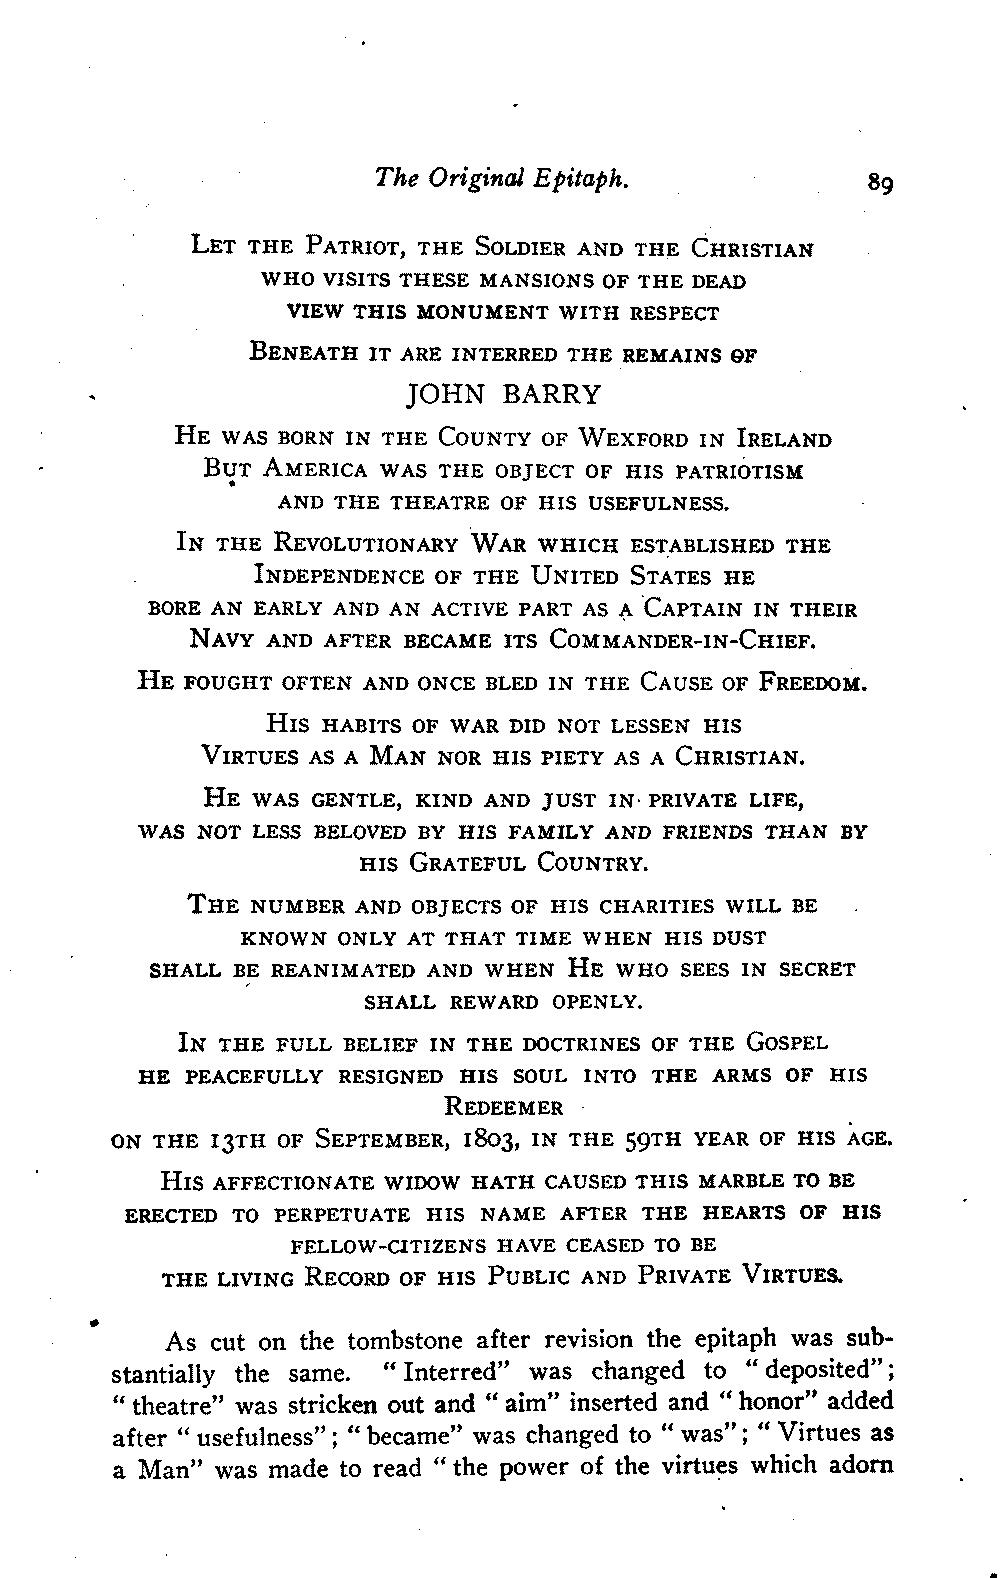 The Original Epitaph. 89
LET THE PATRIOT, THE SOLDIER AND THE CHRISTIAN
WHO VISITS THESE MANSIONS OF THE DEAD
VIEW THIS MONUMENT WITH RESPECT
BENEATH IT ARE INTERRED THE REMAINS OF
JOHN BARRY
HE WAS BORN IN THE COUNTY OF WEXFORD IN IRELAND
BUT AMERICA WAS THE OBJECT OF HIS PATRIOTISM
AND THE THEATRE OF HIS USEFULNESS.
IN THE REVOLUTIONARY WAR WHICH ESTABLISHED THE
INDEPENDENCE OF THE UNITED STATES HE
BORE AN EARLY AND AN ACTIVE PART AS A CAPTAIN IN THEIR
NAVY AND AFTER BECAME ITS COMMANDER-IN-CHIEF.
HE FOUGHT OFTEN AND ONCE BLED IN THE CAUSE OF FREEDOM.
HIS HABITS OF WAR DID NOT LESSEN HIS
VIRTUES AS A MAN NOR HIS PIETY AS A CHRISTIAN.
HE WAS GENTLE, KIND AND JUST IN PRIVATE LIFE,
WAS NOT LESS BELOVED BY HIS FAMILY AND FRIENDS THAN BY
HIS GRATEFUL COUNTRY.
THE NUMBER AND OBJECTS OF HIS CHARITIES WILL BE
KNOWN ONLY AT THAT TIME WHEN HIS DUST
SHALL BE REANIMATED AND WHEN HE WHO SEES IN SECRET
SHALL REWARD OPENLY.
IN THE FULL BELIEF IN THE DOCTRINES OF THE GOSPEL
HE PEACEFULLY RESIGNED HIS SOUL INTO THE ARMS OF HIS
REDEEMER
ON THE 13TH OF SEPTEMBER, 1803, IN THE 59TH YEAR OF HIS AGE.
HIS AFFECTIONATE WIDOW HATH CAUSED THIS MARBLE TO BE
ERECTED TO PERPETUATE HIS NAME AFTER THE HEARTS OF HIS
FELLOW-CITIZENS HAVE CEASED TO BE
THE LIVING RECORD OF HIS PUBLIC AND PRIVATE VIRTUES.
As cut on the tombstone after revision the epitaph was sub-
stantially the same. "Interred" was changed to "deposited";
"theatre" was stricken out and "aim" inserted and "honor" added
after "usefulness"; "became" was changed to "was"; "Virtues as
a Man" was made to read "the power of the virtues which adorn